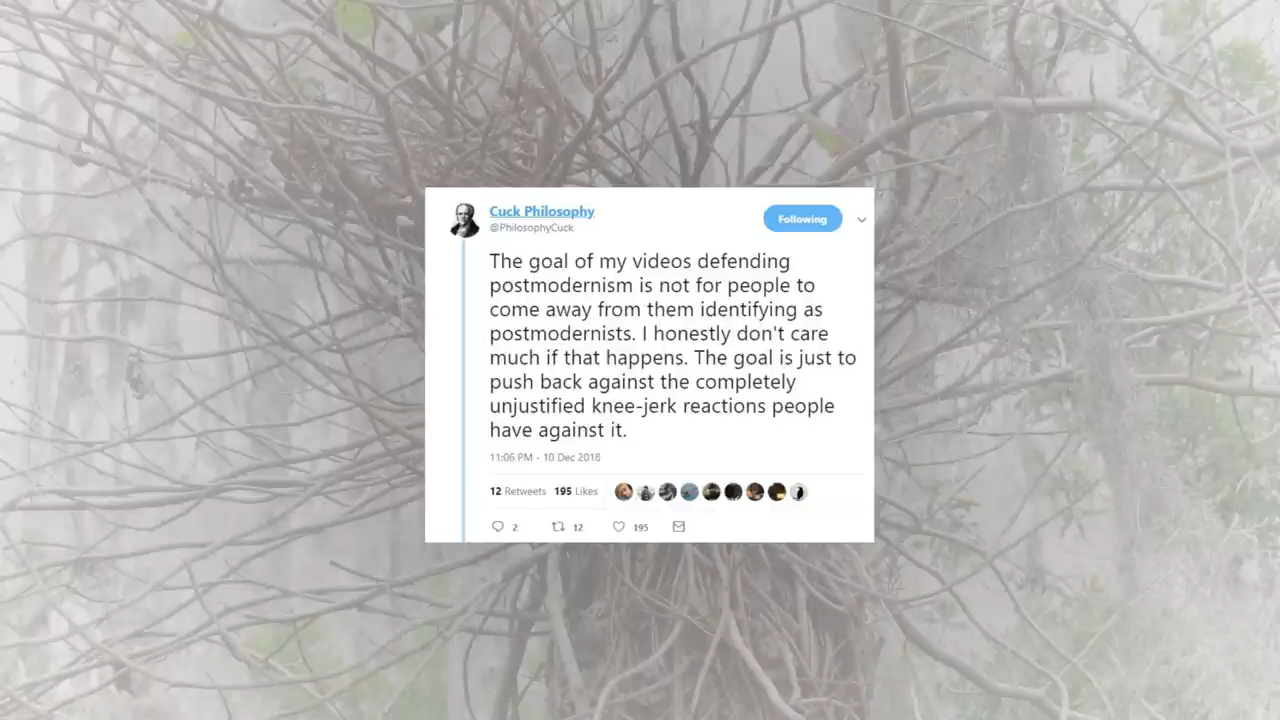 Cuck Philosophy
@PhilosophyCuck
Following
The goal of my videos defending
postmodernism is not for people to
come away from them identifying as
postmodernists. I honestly don't care
much if that happens. The goal is just to
push back against the completely
unjustified knee-jerk reactions people
have against it.
11:06 PM - 10 Dec 2018
12 Retweets 195 Likes
2 12 195